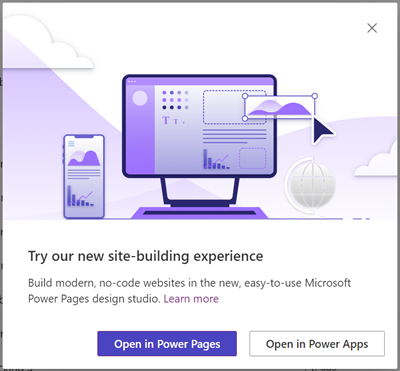 T T T
Try our new site-building experience
Build modern, no-code websites in the new, easy-to-use Microsoft
Power Pages design studio. Learn more
Open in Power Pages
Open in Power Apps